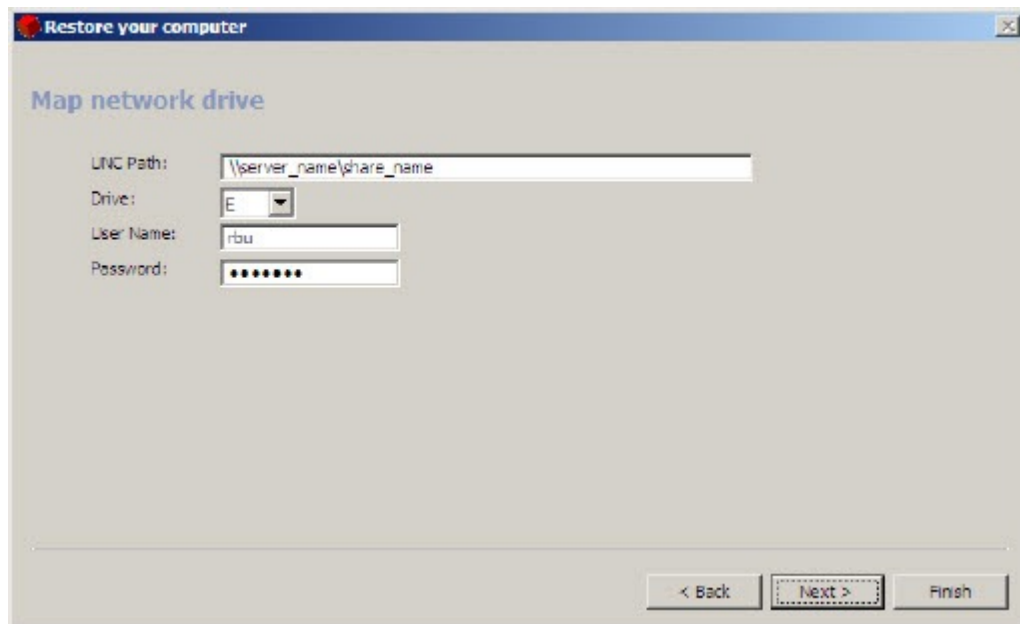 Restore your computer
Map network drive
UNC Path: \\server_name\share_name
Drive: E
User Name: rbu
Password: •••••••
< Back Next > Finish